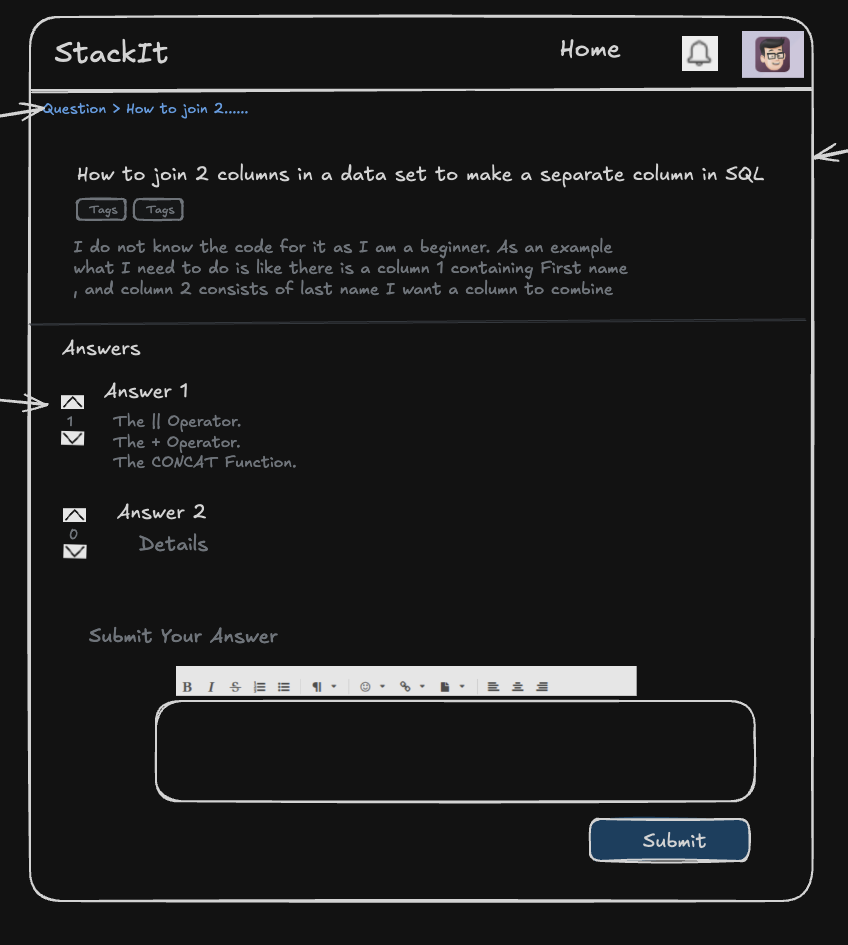 StackIt
Home
Question > How to join 2......
How to join 2 columns in a data set to make a separate column in SQL
Tags Tags
I do not know the code for it as I am a beginner. As an example
what I need to do is like there is a column 1 containing First name
, and column 2 consists of last name I want a column to combine
Answers
Answer 1
1
The || Operator.
The + Operator.
The CONCAT Function.
Answer 2
0
Details
Submit Your Answer
B I S
Submit